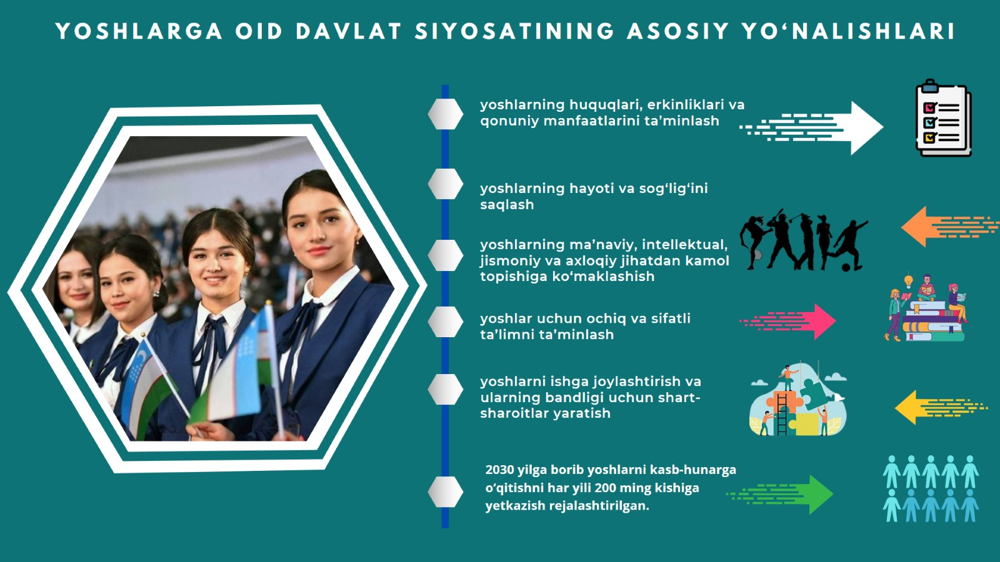 YOSHLARGA OID DAVLAT SIYOSATINING ASOSIY YO‘NALISHLARI
yoshlarning huquqlari, erkinliklari va
qonuniy manfaatlarini ta’minlash
yoshlarning hayoti va sog‘lig‘ini
saqlash
yoshlarning ma’naviy, intellektual,
jismoniy va axloqiy jihatdan kamol
topishiga ko‘maklashish
yoshlar uchun ochiq va sifatli
ta’limni ta’minlash
yoshlarni ishga joylashtirish va
ularning bandligi uchun shart-
sharoitlar yaratish
2030 yilga borib yoshlarni kasb-hunarga
o‘qitishni har yili 200 ming kishiga
yetkazish rejalashtirilgan.